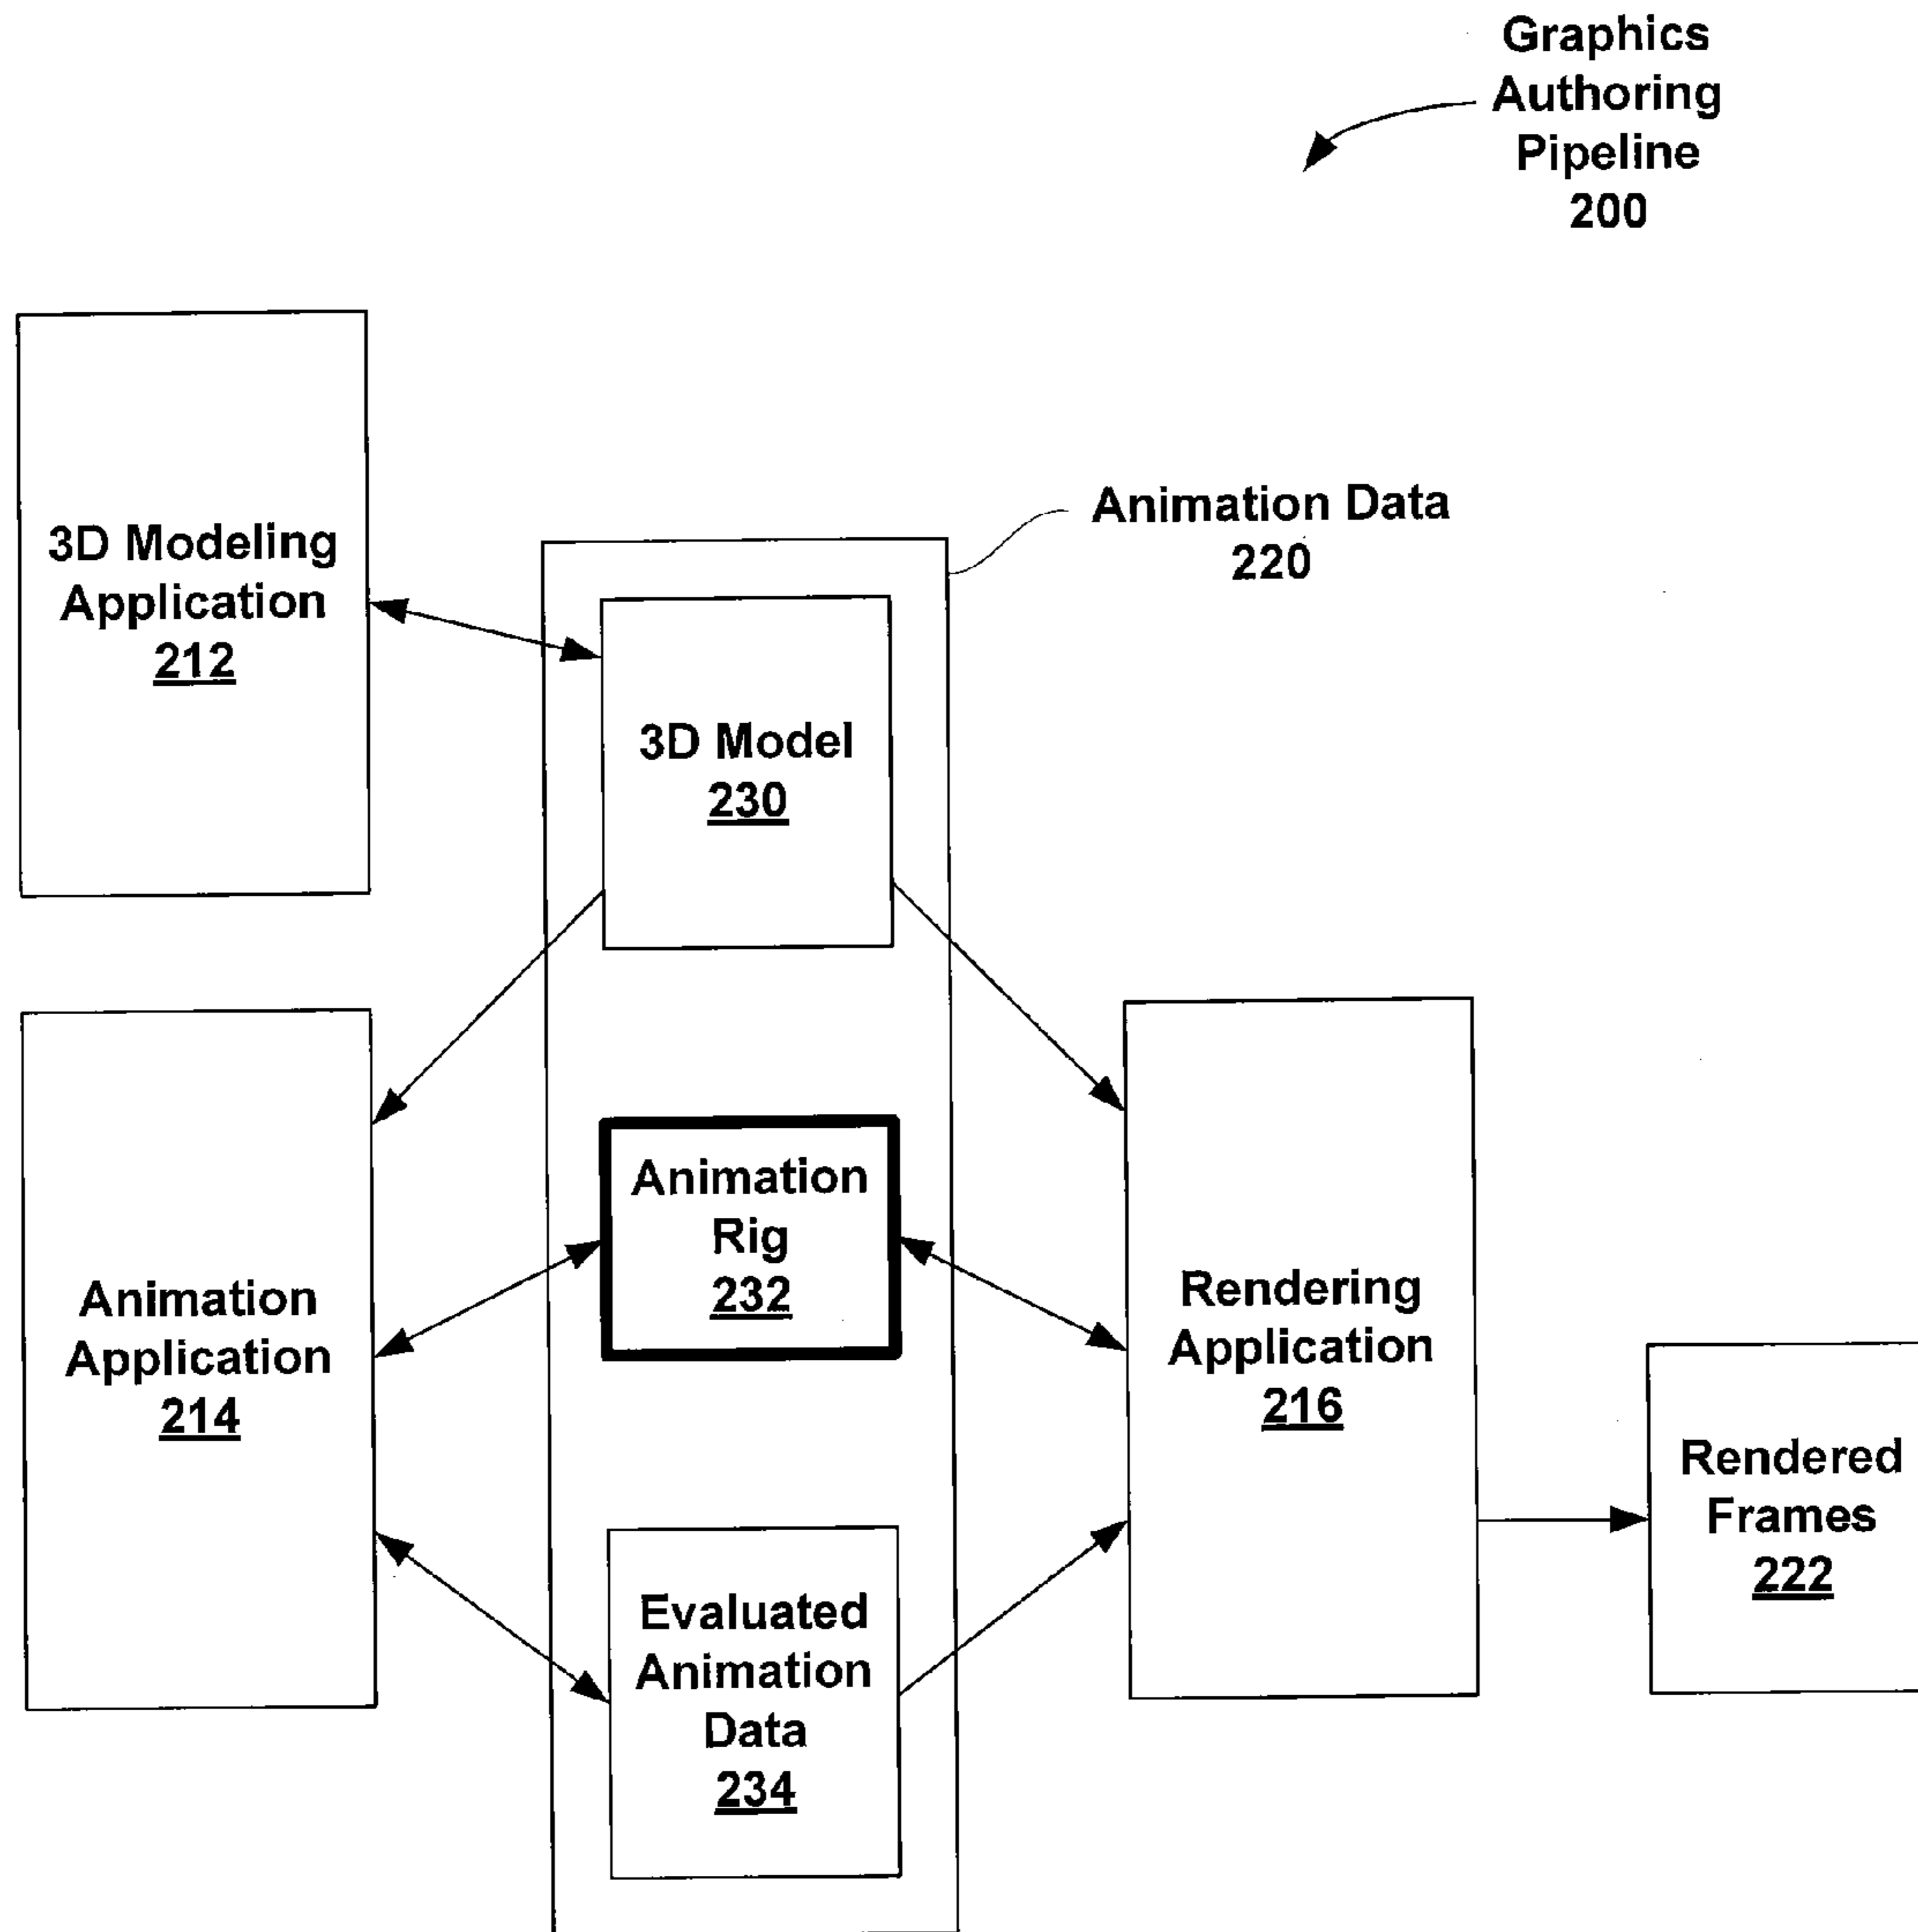 Graphics
Authoring
Pipeline
200
3D Modeling
Application
212
Animation Data
220
3D Model
230
Animation
Rig
232
Animation
Application
214
Rendering
Application
216
Rendered
Frames
222
Evaluated
Animation
Data
234